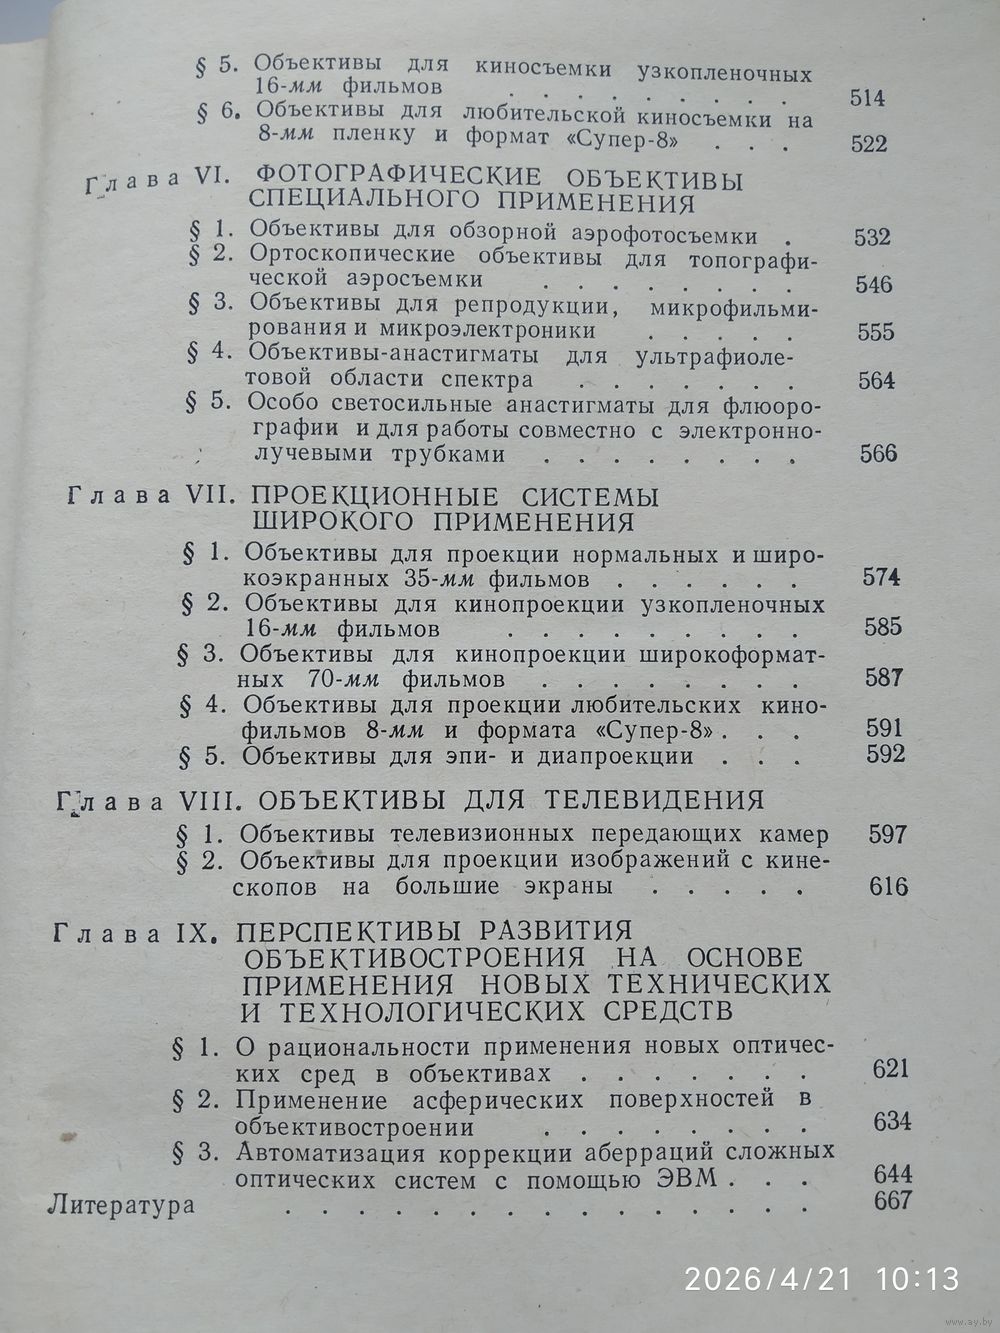 § 5. Объективы для киносъемки узкопленочных
16-мм фильмов . . . . . . . . . 514
§ 6. Объективы для любительской киносъемки на
8-мм пленку и формат «Супер-8» . . . 522
Глава VI. ФОТОГРАФИЧЕСКИЕ ОБЪЕКТИВЫ
СПЕЦИАЛЬНОГО ПРИМЕНЕНИЯ
§ 1. Объективы для обзорной аэрофотосъемки . 532
§ 2. Ортоскопические объективы для топографи-
ческой аэросъемки . . . . . . . . 546
§ 3. Объективы для репродукции, микрофильми-
рования и микроэлектроники . . . . . 555
§ 4. Объективы-анастигматы для ультрафиоле-
товой области спектра . . . . . . . 564
§ 5. Особо светосильные анастигматы для флюоро-
графии и для работы совместно с электронно-
лучевыми трубками . . . . . . . . 566
Глава VII. ПРОЕКЦИОННЫЕ СИСТЕМЫ
ШИРОКОГО ПРИМЕНЕНИЯ
§ 1. Объективы для проекции нормальных и широ-
коэкранных 35-мм фильмов . . . . . . 574
§ 2. Объективы для кинопроекции узкопленочных
16-мм фильмов . . . . . . . . . 585
§ 3. Объективы для кинопроекции широкоформат-
ных 70-мм фильмов . . . . . . . . 587
§ 4. Объективы для проекции любительских кино-
фильмов 8-мм и формата «Супер-8» . . . 591
§ 5. Объективы для эпи- и диапроекции . . . 592
Глава VIII. ОБЪЕКТИВЫ ДЛЯ ТЕЛЕВИДЕНИЯ
§ 1. Объективы телевизионных передающих камер 597
§ 2. Объективы для проекции изображений с кине-
скопов на большие экраны . . . . . 616
Глава IX. ПЕРСПЕКТИВЫ РАЗВИТИЯ
ОБЪЕКТИВОСТРОЕНИЯ НА ОСНОВЕ
ПРИМЕНЕНИЯ НОВЫХ ТЕХНИЧЕСКИХ
И ТЕХНОЛОГИЧЕСКИХ СРЕДСТВ
§ 1. О рациональности применения новых оптичес-
ких сред в объективах . . . . . . . 621
§ 2. Применение асферических поверхностей в
объективостроении . . . . . . . . 634
§ 3. Автоматизация коррекции аберраций сложных
оптических систем с помощью ЭВМ . . . 644
Литература . . . . . . . . . . . . . . . 667
2026/4/21 10:13
www.ay.by